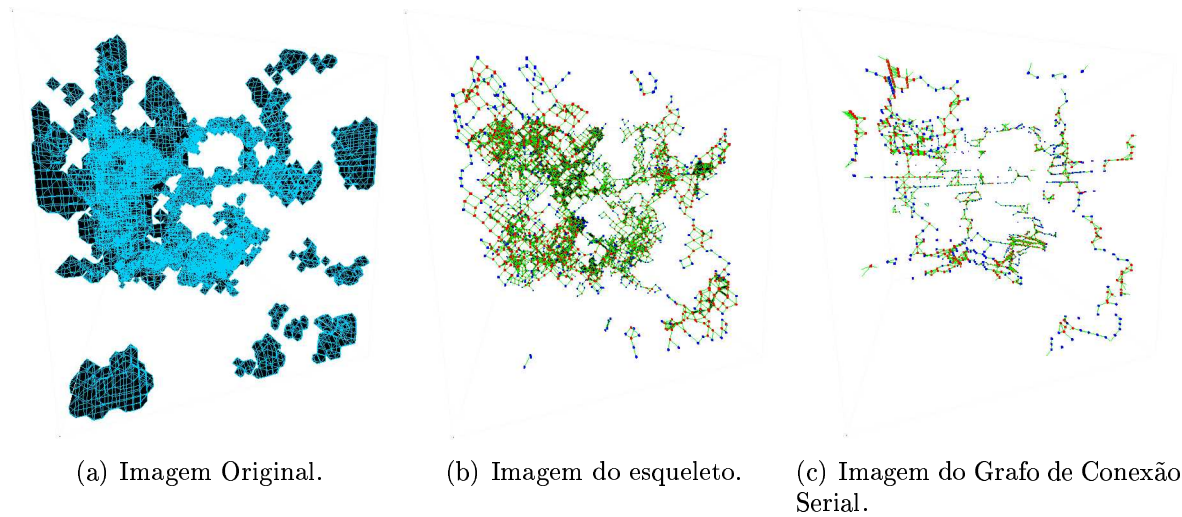 (a) Imagem Original.
(b) Imagem do esqueleto.
(c) Imagem do Grafo de Conexão
Serial.